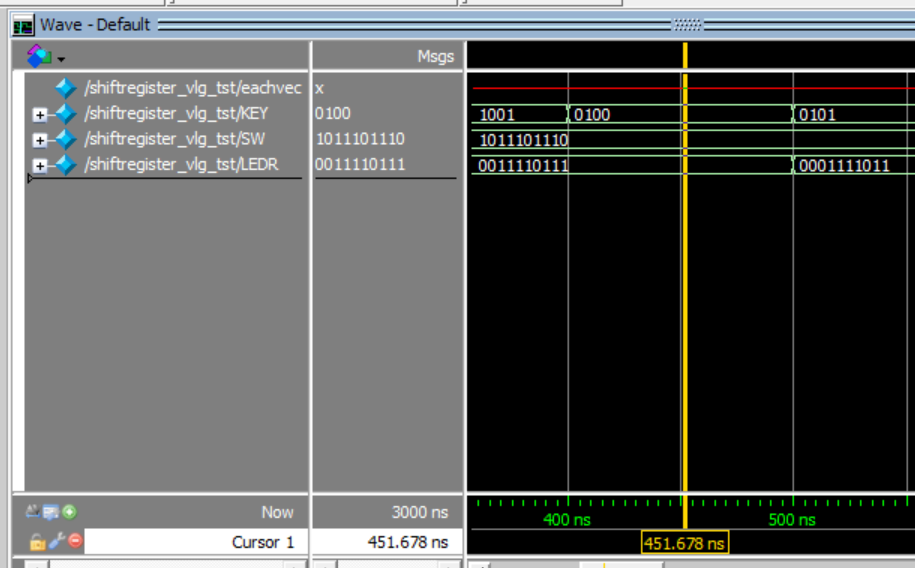 Wave - Default
Msgs
/shiftregister_vlg_tst/eachvec x
/shiftregister_vlg_tst/KEY 0100 1001 0100 0101
/shiftregister_vlg_tst/SW 1011101110 1011101110
/shiftregister_vlg_tst/LEDR 0011110111 0011110111 0001111011
Now 3000 ns 400 ns 500 ns
Cursor 1 451.678 ns 451.678 ns